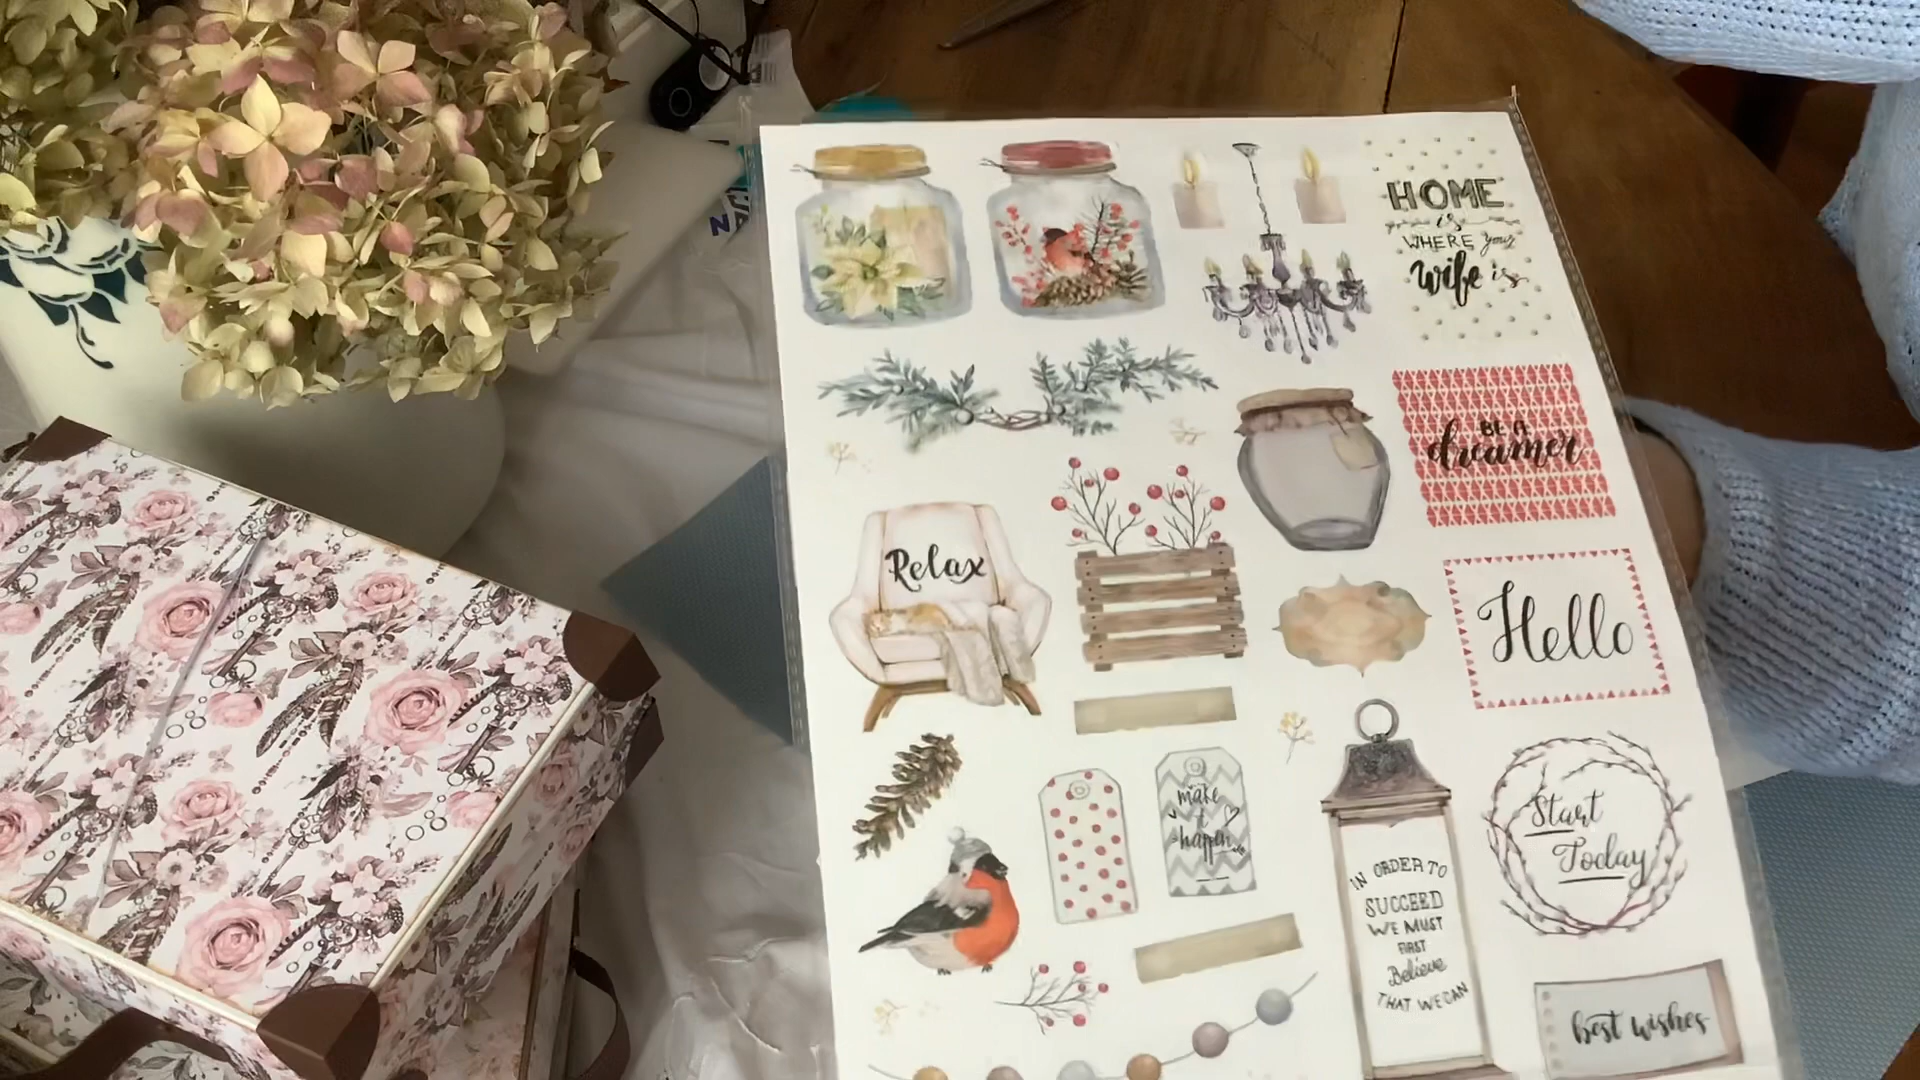 HOME
is
WHERE your
wife is
BE A
dreamer
Relax
Hello
make
it
happen
IN ORDER TO
SUCCEED
WE MUST
FIRST
Believe
THAT WE CAN
Start
Today
best wishes